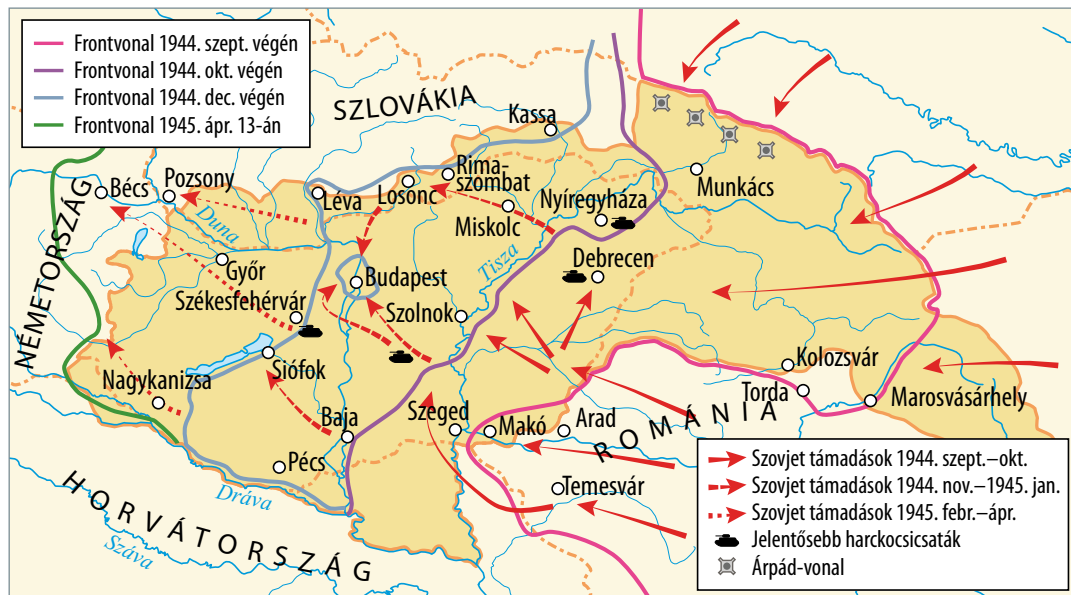 Frontvonal 1944. szept. végén
Frontvonal 1944. okt. végén
Frontvonal 1944. dec. végén
Frontvonal 1945. ápr. 13-án
SZLOVÁKIA
Kassa
Rima-
szombat
Losonc
Léva
Miskolc
Nyíregyháza
Munkács
Bécs
Pozsony
Duna
Győr
Székesfehérvár
Budapest
Tisza
Debrecen
Szolnok
NÉMETORSZÁG
Siófok
Nagykanizsa
Baja
Szeged
Makó
Arad
Pécs
Temesvár
Kolozsvár
Torda
Marosvásárhely
ROMÁNIA
Dráva
HORVÁTORSZÁG
Száva
Szovjet támadások 1944. szept.–okt.
Szovjet támadások 1944. nov.–1945. jan.
Szovjet támadások 1945. febr.–ápr.
Jelentősebb harckocsicsaták
Árpád-vonal